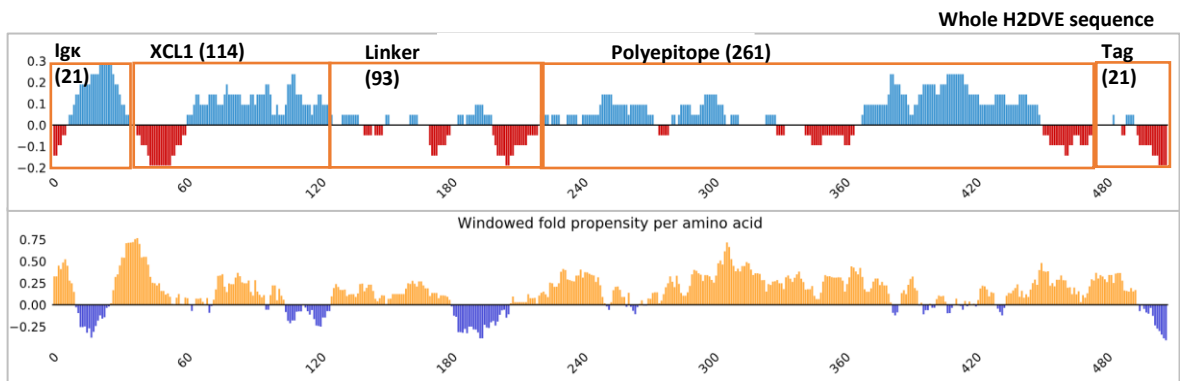 Whole H2DVE sequence
Igκ XCL1 (114) Linker Polyepitope (261) Tag
(21) (93) (21)
0.3
0.2
0.1
0.0
−0.1
−0.2
0 60 120 180 240 300 360 420 480
Windowed fold propensity per amino acid
0.75
0.50
0.25
0.00
−0.25
0 60 120 180 240 300 360 420 480